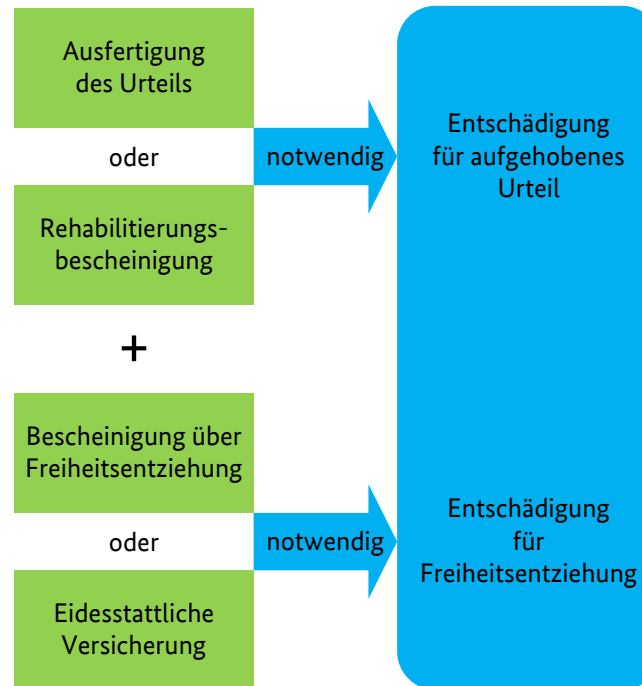 Ausfertigung
des Urteils
oder
notwendig
Rehabilitierungs-
bescheinigung
Entschädigung
für aufgehobenes
Urteil
+
Bescheinigung über
Freiheitsentziehung
oder
notwendig
Eidesstattliche
Versicherung
Entschädigung
für
Freiheitsentziehung